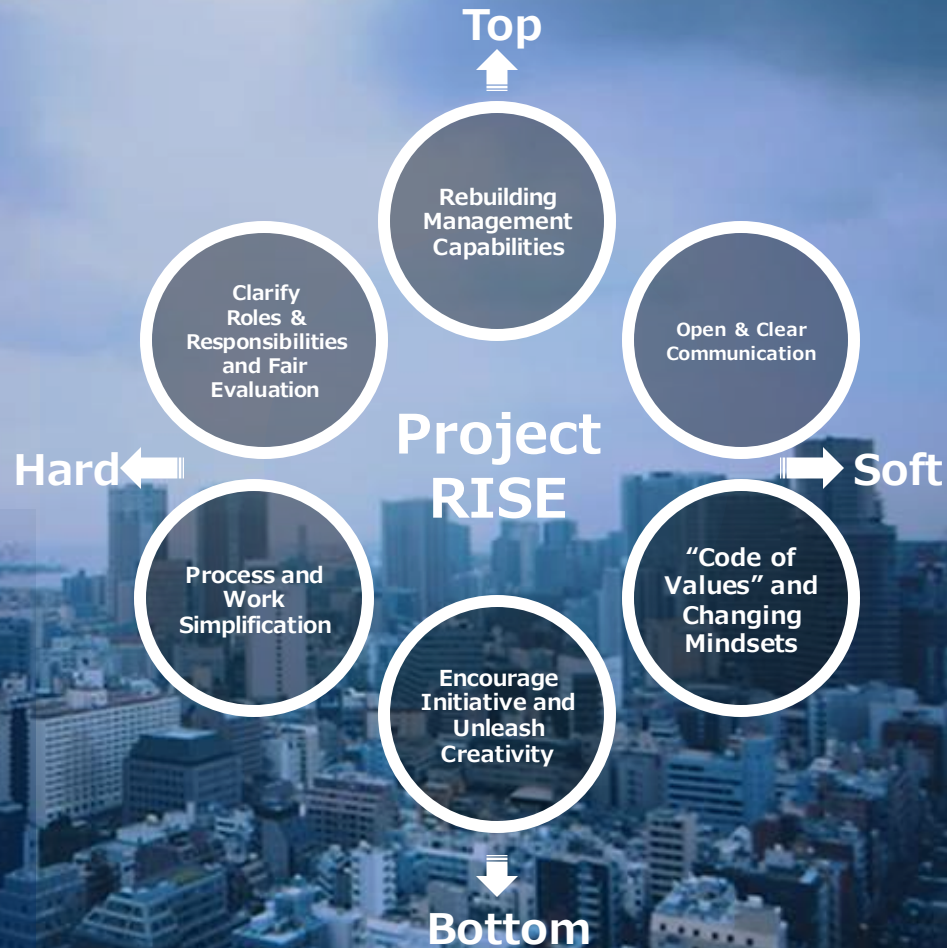 Top
Rebuilding
Management
Capabilities
Clarify
Roles &
Responsibilities
and Fair
Evaluation
Open & Clear
Communication
Project
RISE
Hard
Soft
Process and
Work
Simplification
“Code of
Values” and
Changing
Mindsets
Encourage
Initiative and
Unleash
Creativity
Bottom